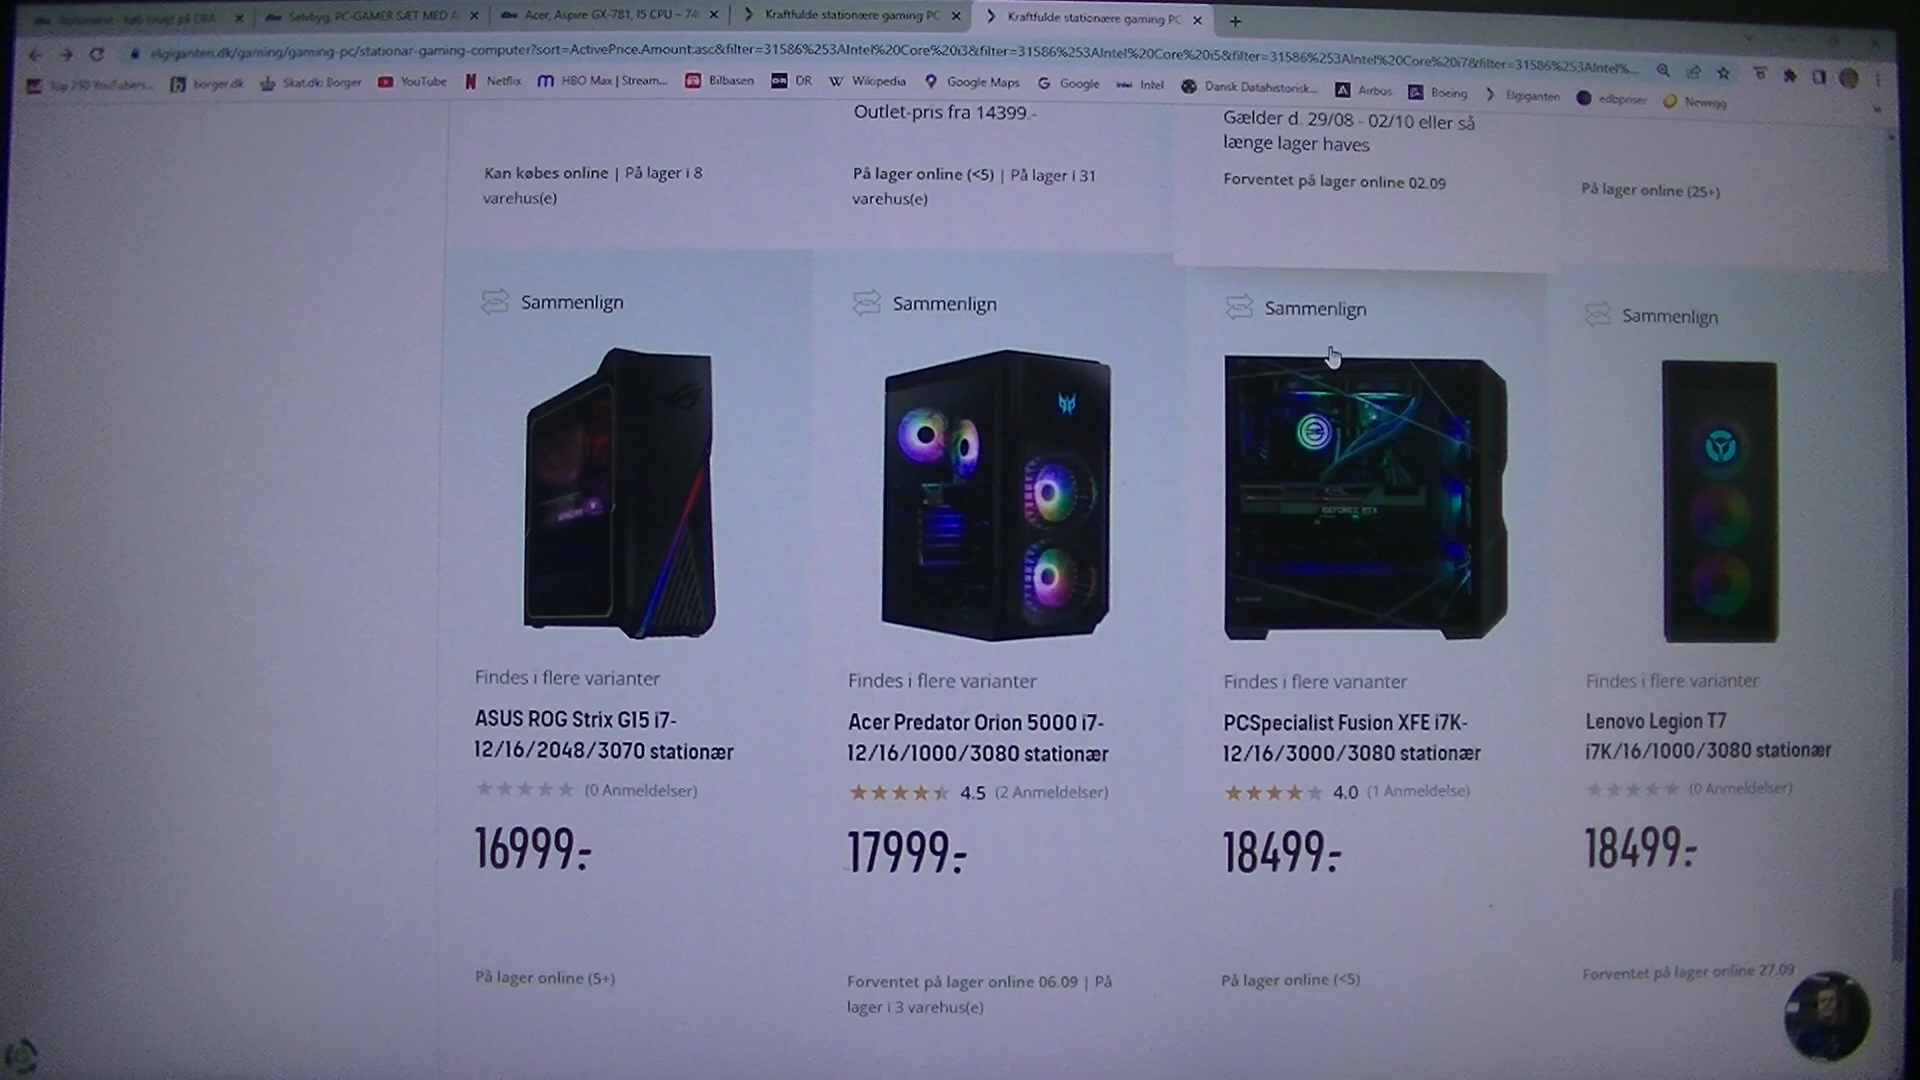 Selvbyg, PC-GAMER SÆT MED A
Acer, Aspire GX-781, I5 CPU – 74
Kraftfulde stationære gaming PC
Kraftfulde stationære gaming PC
elgiganten.dk/gaming/gaming-pc/stationar-gaming-computer?sort=ActivePrice.Amount:asc&filter=31586%253AIntel%20Core%20i3&filter=31586%253AIntel%20Core%20i5&filter=31586%253AIntel%20Core%20i7&filter=31586%253AIntel%...
Top 250 YouTubers...
borger.dk
Skat.dk: Borger
YouTube
Netflix
HBO Max | Stream...
Bilbasen
DR
Wikipedia
Google Maps
Google
Intel
Dansk Datahistorisk...
Airbus
Boeing
Elgiganten
edbpriser
Newegg
Outlet-pris fra 14399.-
Gælder d. 29/08 - 02/10 eller så
længe lager haves
Kan købes online | På lager i 8
varehus(e)
På lager online (<5) | På lager i 31
varehus(e)
Forventet på lager online 02.09
På lager online (25+)
Sammenlign
Sammenlign
Sammenlign
Sammenlign
GEFORCE RTX
Findes i flere varianter
ASUS ROG Strix G15 i7-
12/16/2048/3070 stationær
(0 Anmeldelser)
16999.-
På lager online (5+)
Findes i flere varianter
Acer Predator Orion 5000 i7-
12/16/1000/3080 stationær
4.5 (2 Anmeldelser)
17999.-
Forventet på lager online 06.09 | På
lager i 3 varehus(e)
Findes i flere varianter
PCSpecialist Fusion XFE i7K-
12/16/3000/3080 stationær
4.0 (1 Anmeldelse)
18499.-
På lager online (<5)
Findes i flere varianter
Lenovo Legion T7
i7K/16/1000/3080 stationær
(0 Anmeldelser)
18499.-
Forventet på lager online 27.09